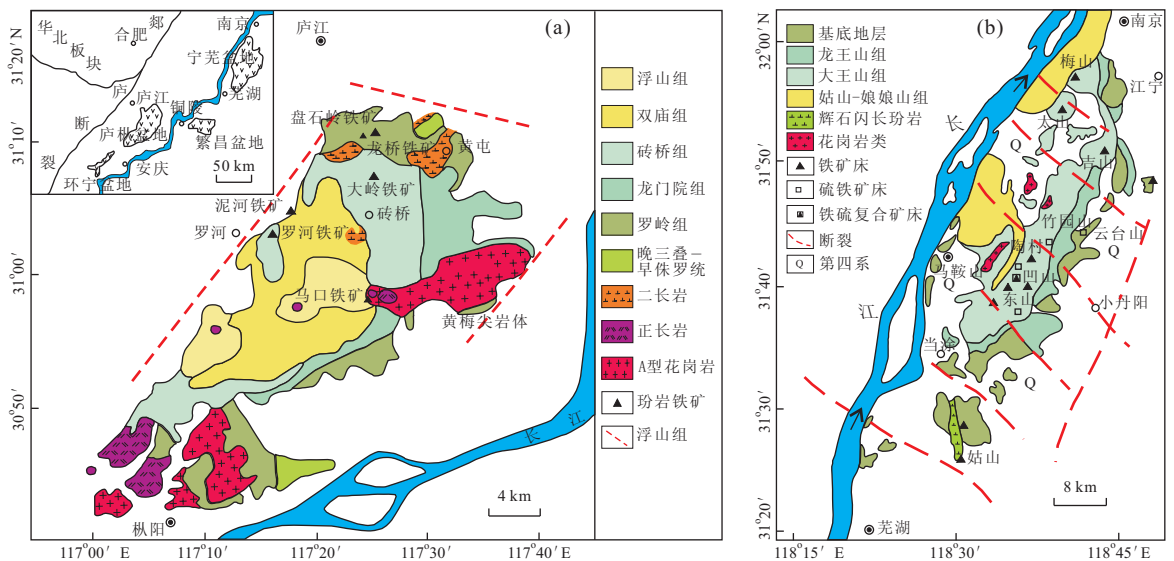 (a)
华
北
板
块
郯
合肥
南京
宁芜盆地
庐
庐江
铜陵
芜湖
断
庐枞盆地
繁昌盆地
裂
安庆
环宁盆地
50 km
31°20′ N
31°10′
31°00′
30°50′
庐江
盘石岭铁矿
龙桥铁矿
黄屯
大岭铁矿
泥河铁矿
砖桥
罗河
罗河铁矿
马口铁矿
黄梅尖岩体
长
江
枞阳
4 km
117°00′ E
117°10′
117°20′
117°30′
117°40′ E
浮山组
双庙组
砖桥组
龙门院组
罗岭组
晚三叠－
早侏罗统
二长岩
正长岩
A型花岗岩
玢岩铁矿
浮山组
(b)
32°00′ N
31°50′
31°40′
31°30′
31°20′
基底地层
龙王山组
大王山组
姑山-娘娘山组
辉石闪长玢岩
花岗岩类
铁矿床
硫铁矿床
铁硫复合矿床
断裂
Q 第四系
南京
梅山
江宁
长
太山
Q
吉山
竹园山
云台山
陶村
Q
马鞍山
凹山
Q
东山
小丹阳
江
当涂
Q
姑山
芜湖
8 km
118°15′ E
118°30′
118°45′ E